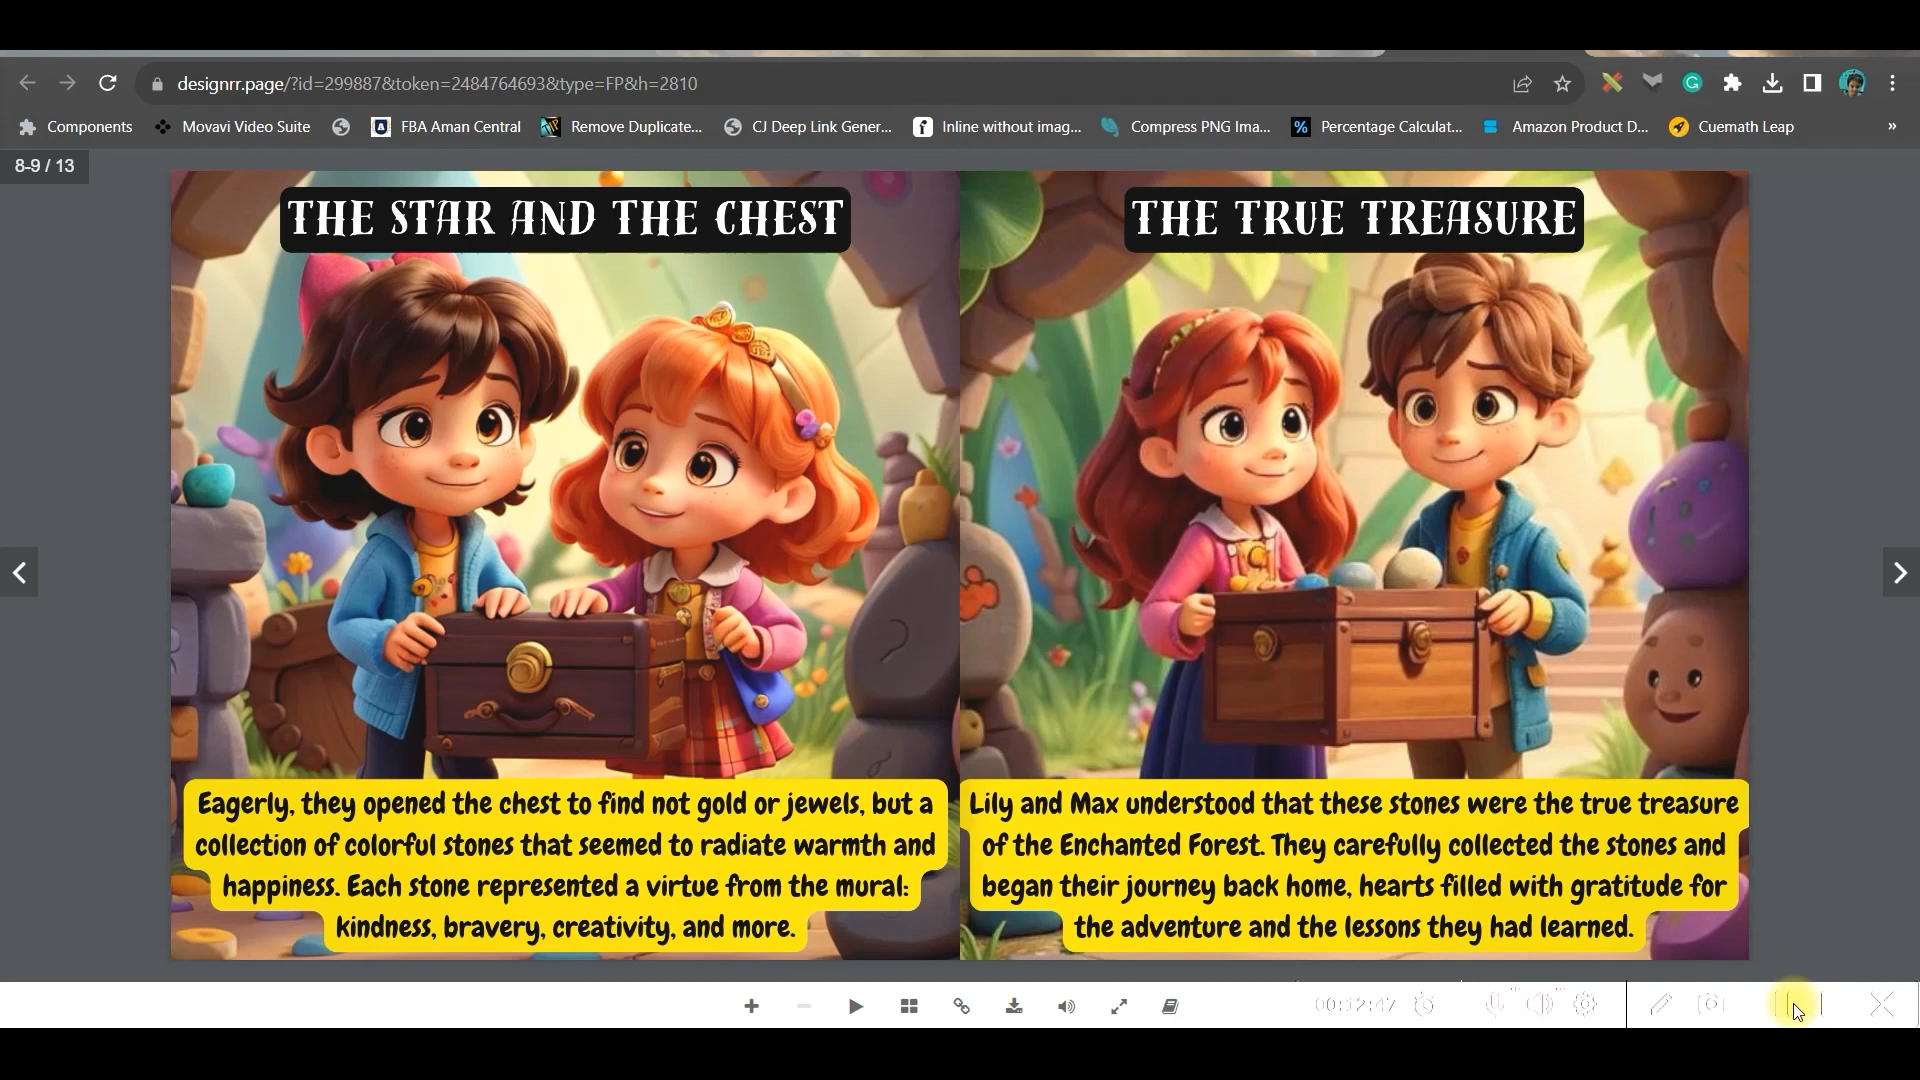 designrr.page/?id=299887&token=2484764693&type=FP&h=2810
Components
Movavi Video Suite
FBA Aman Central
Remove Duplicate...
CJ Deep Link Gener...
Inline without imag...
Compress PNG Ima...
Percentage Calculat...
Amazon Product D...
Cuemath Leap
»
8-9 / 13
THE STAR AND THE CHEST
Eagerly, they opened the chest to find not gold or jewels, but a
collection of colorful stones that seemed to radiate warmth and
happiness. Each stone represented a virtue from the mural:
kindness, bravery, creativity, and more.
THE TRUE TREASURE
Lily and Max understood that these stones were the true treasure
of the Enchanted Forest. They carefully collected the stones and
began their journey back home, hearts filled with gratitude for
the adventure and the lessons they had learned.
00:12:47